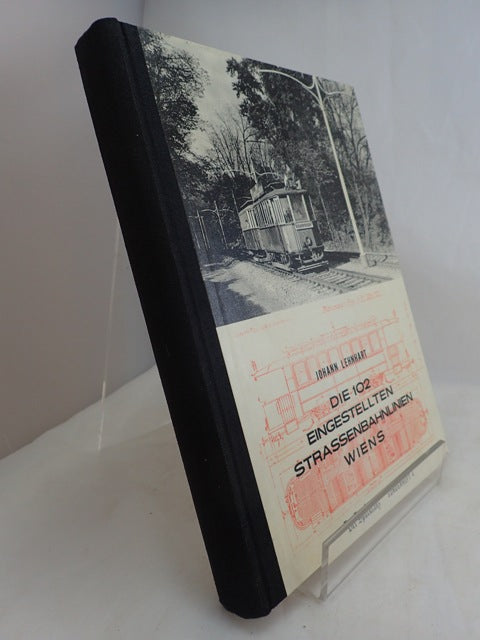 JOHANN LEHNHART
DIE 102
EINGESTELLTEN
STRASSENBAHNLINIEN
WIENS